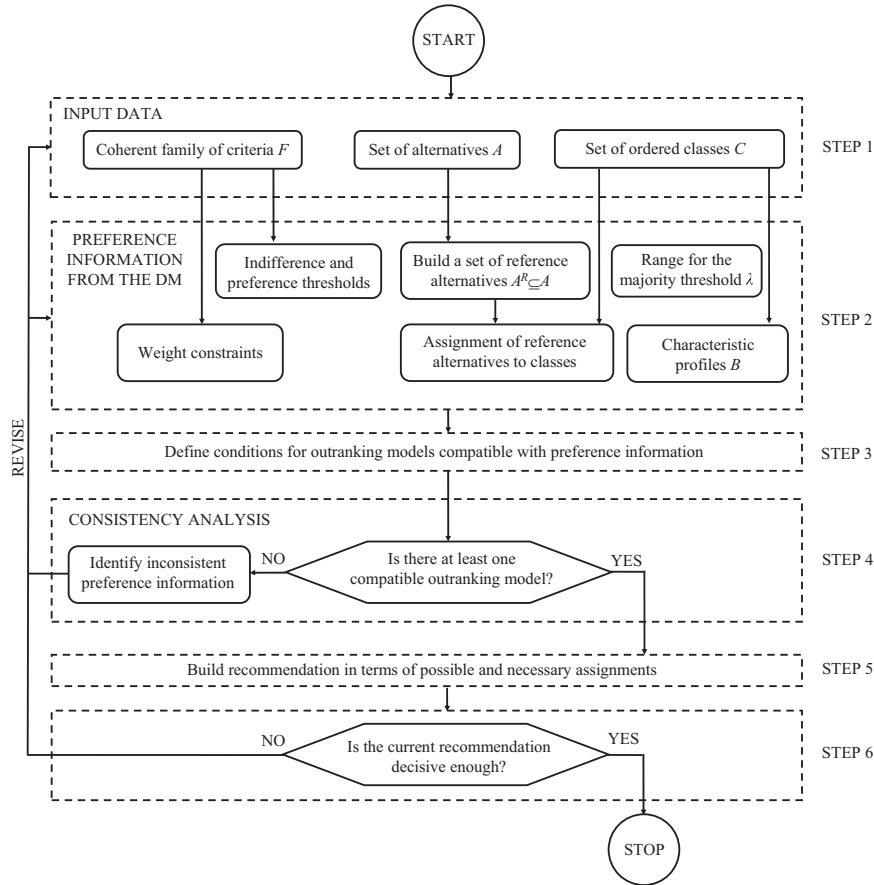 START
INPUT DATA
Coherent family of criteria F
Set of alternatives A
Set of ordered classes C
STEP 1
PREFERENCE
INFORMATION
FROM THE DM
Indifference and
preference thresholds
Build a set of reference
alternatives Aᴿ⊆A
Range for the
majority threshold λ
Weight constraints
Assignment of reference
alternatives to classes
Characteristic
profiles B
STEP 2
REVISE
Define conditions for outranking models compatible with preference information
STEP 3
CONSISTENCY ANALYSIS
Identify inconsistent
preference information
NO
Is there at least one
compatible outranking model?
YES
STEP 4
Build recommendation in terms of possible and necessary assignments
STEP 5
NO
Is the current recommendation
decisive enough?
YES
STEP 6
STOP